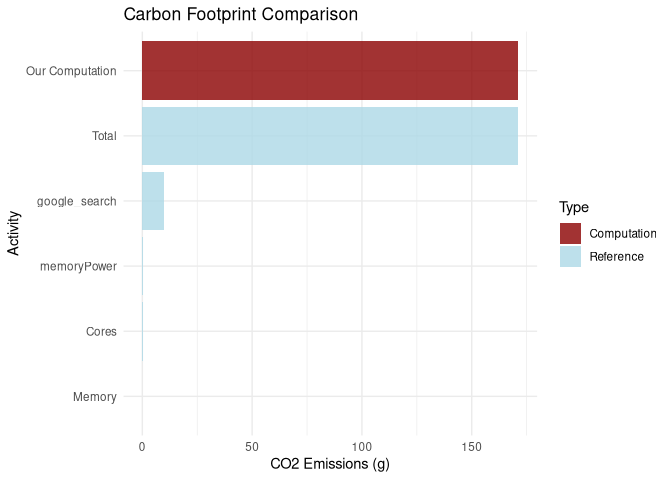 Carbon Footprint Comparison
Our Computation
Total
google search
memoryPower
Cores
Memory
Activity
0 50 100 150
CO2 Emissions (g)
Type
Computation
Reference